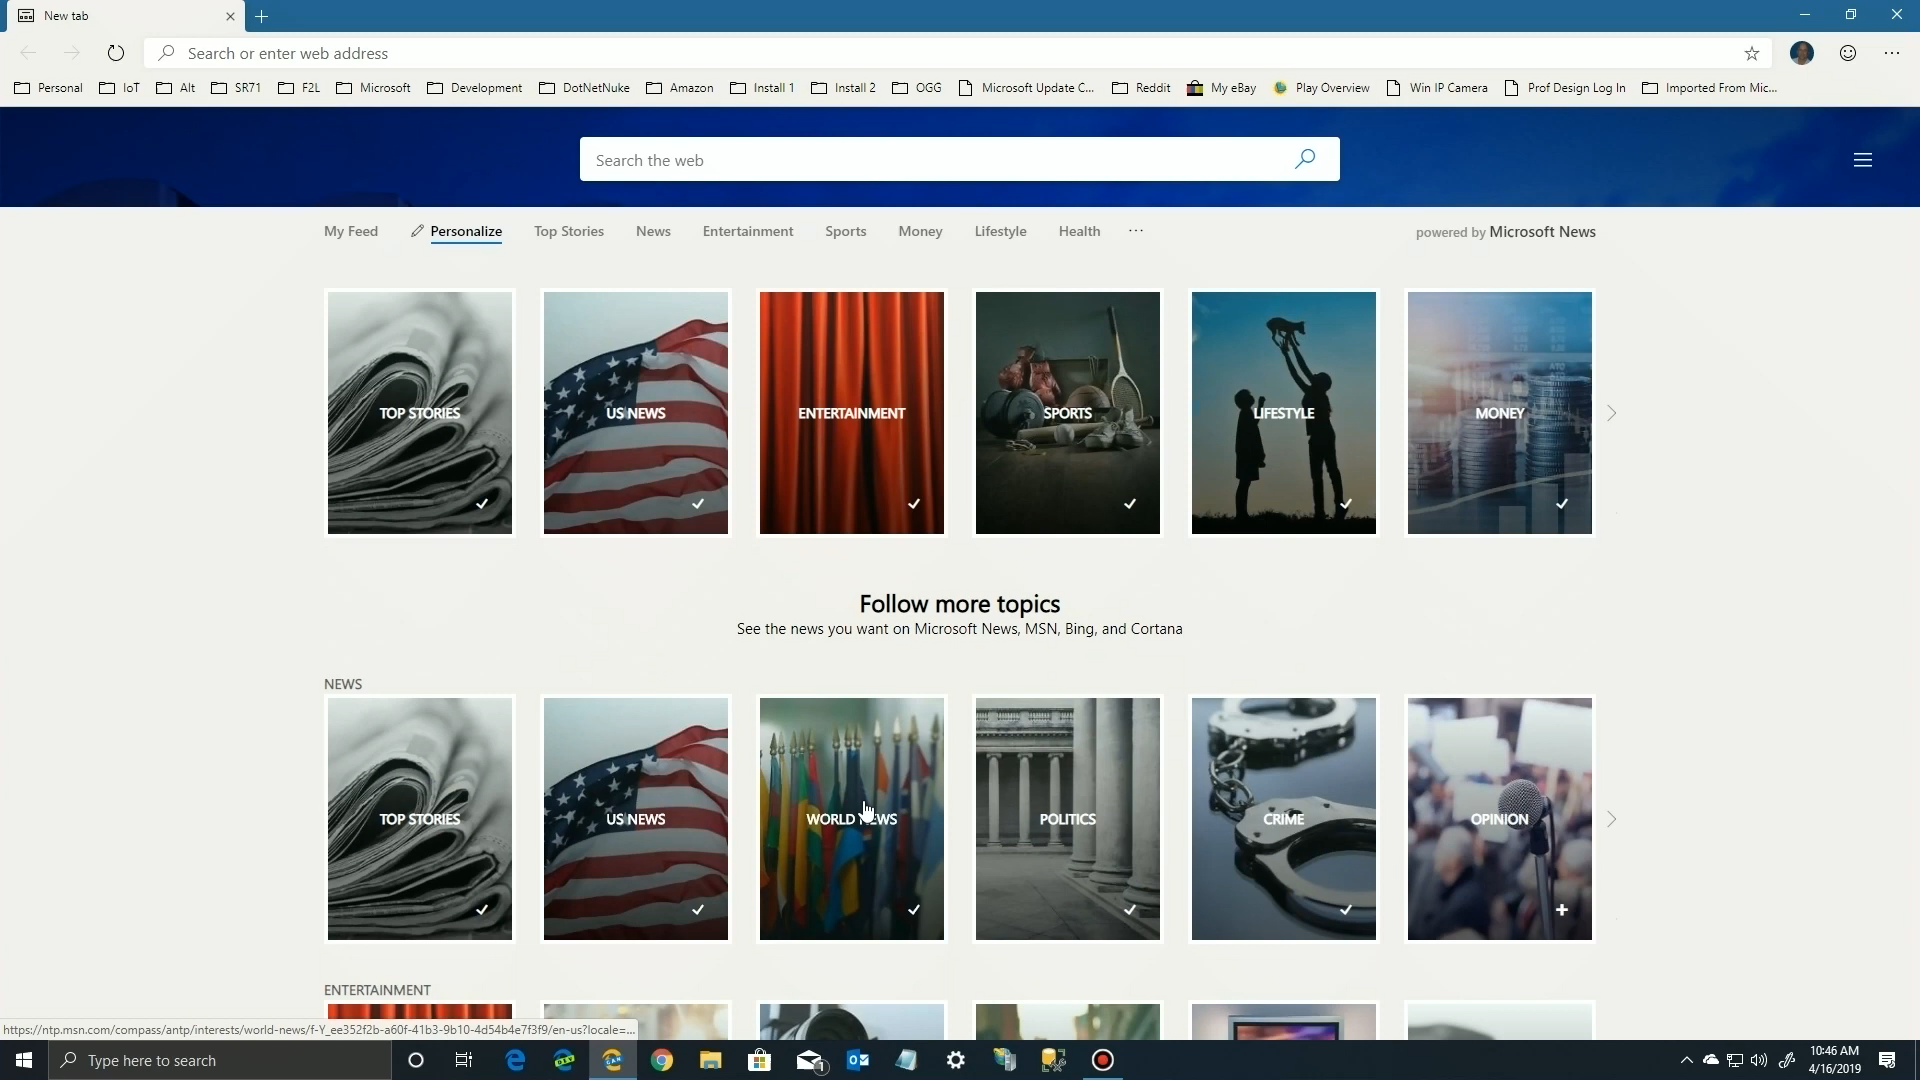 New tab
Search or enter web address
Personal IoT Alt SR71 F2L Microsoft Development DotNetNuke Amazon Install 1 Install 2 OGG Microsoft Update C... Reddit My eBay Play Overview Win IP Camera Prof Design Log In Imported From Mic...
Search the web
My Feed Personalize Top Stories News Entertainment Sports Money Lifestyle Health ··· powered by Microsoft News
TOP STORIES US NEWS ENTERTAINMENT SPORTS LIFESTYLE MONEY
Follow more topics
See the news you want on Microsoft News, MSN, Bing, and Cortana
NEWS
TOP STORIES US NEWS WORLD NEWS POLITICS CRIME OPINION
ENTERTAINMENT
https://ntp.msn.com/compass/antp/interests/world-news/f-Y_ee352f2b-a60f-41b3-9b10-4d54b4e7f3f9/en-us?locale=...
Type here to search
DEV
CAN
1
10:46 AM
4/16/2019